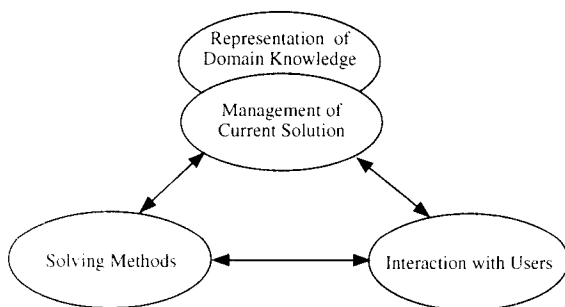 Representation of
Domain Knowledge
Management of
Current Solution
Solving Methods
Interaction with Users